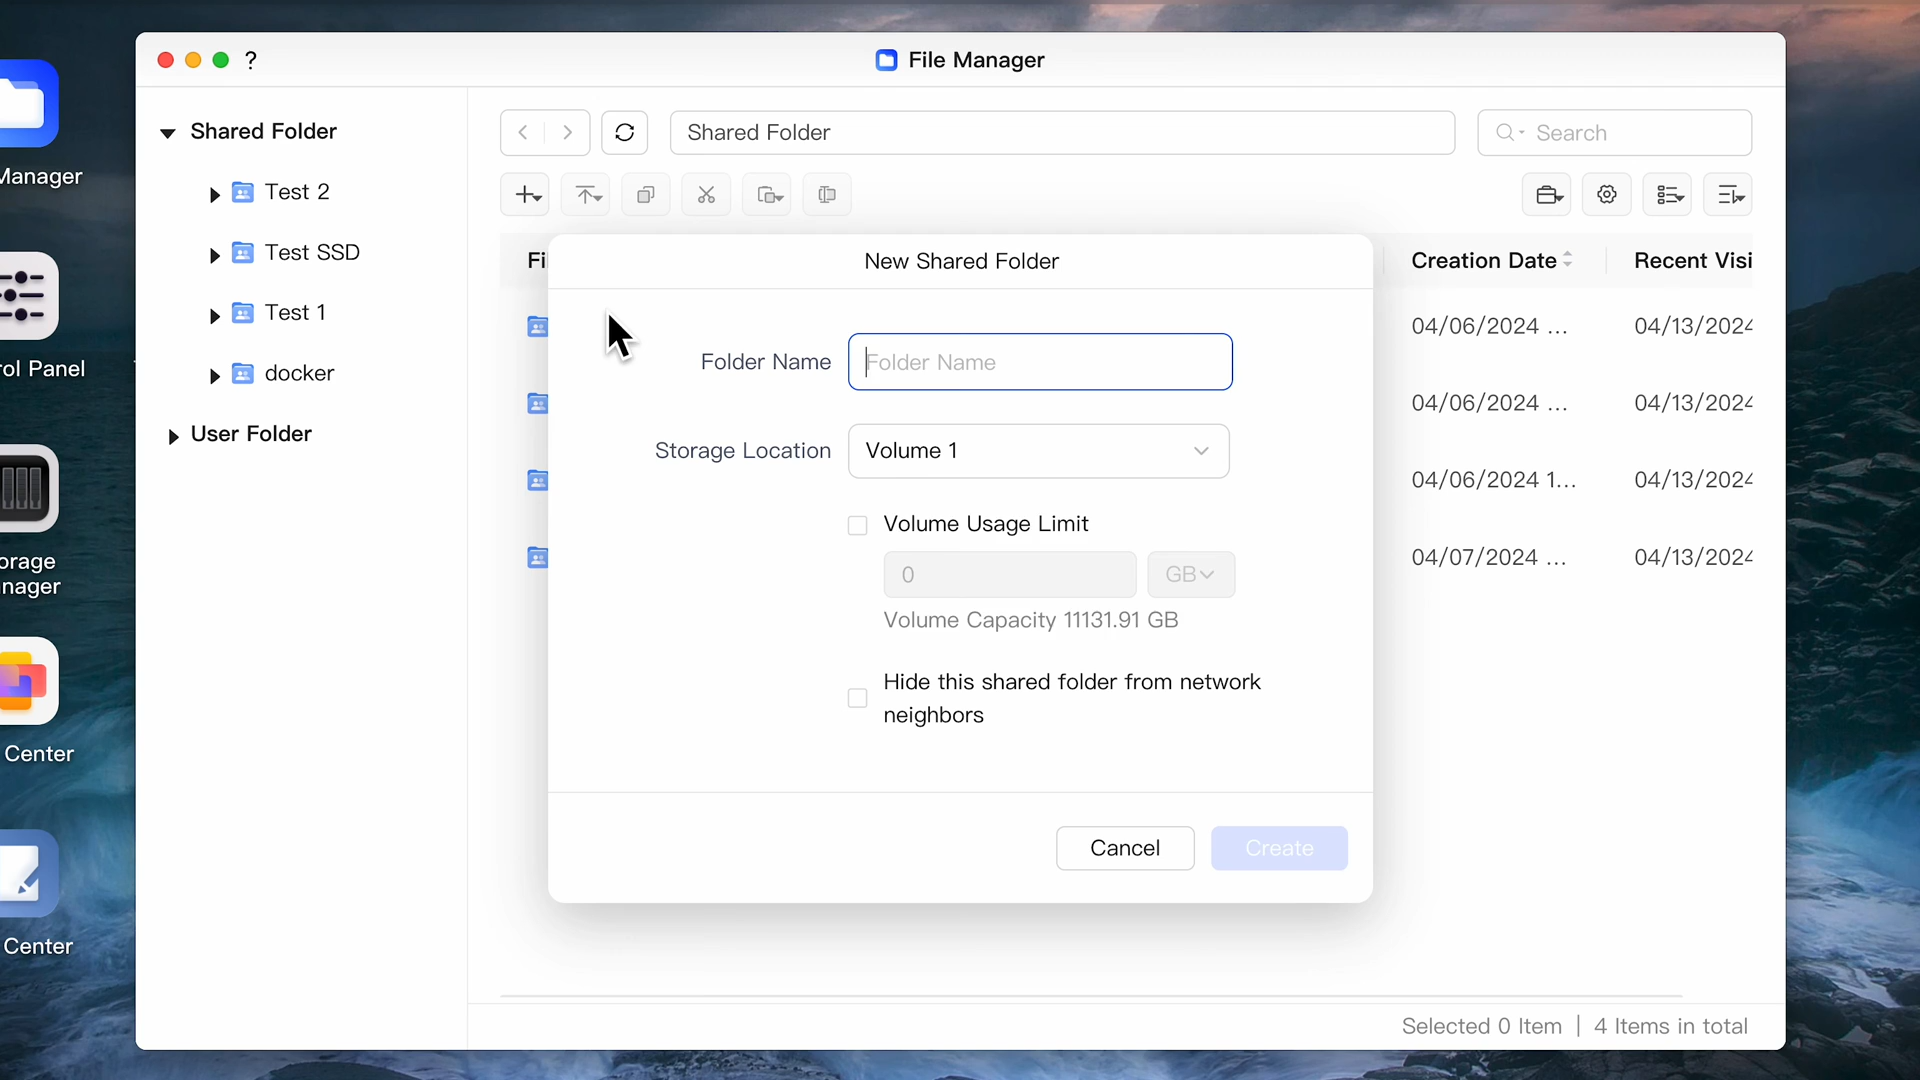 ?
File Manager
Manager
rol Panel
orage
nager
Center
Center
Shared Folder
Test 2
Test SSD
Test 1
docker
User Folder
Shared Folder
Search
Fi
Creation Date
Recent Visi
04/06/2024 ...
04/13/2024
04/06/2024 ...
04/13/2024
04/06/2024 1...
04/13/2024
04/07/2024 ...
04/13/2024
New Shared Folder
Folder Name
Folder Name
Storage Location
Volume 1
Volume Usage Limit
0
GB
Volume Capacity 11131.91 GB
Hide this shared folder from network
neighbors
Cancel
Create
Selected 0 Item | 4 Items in total